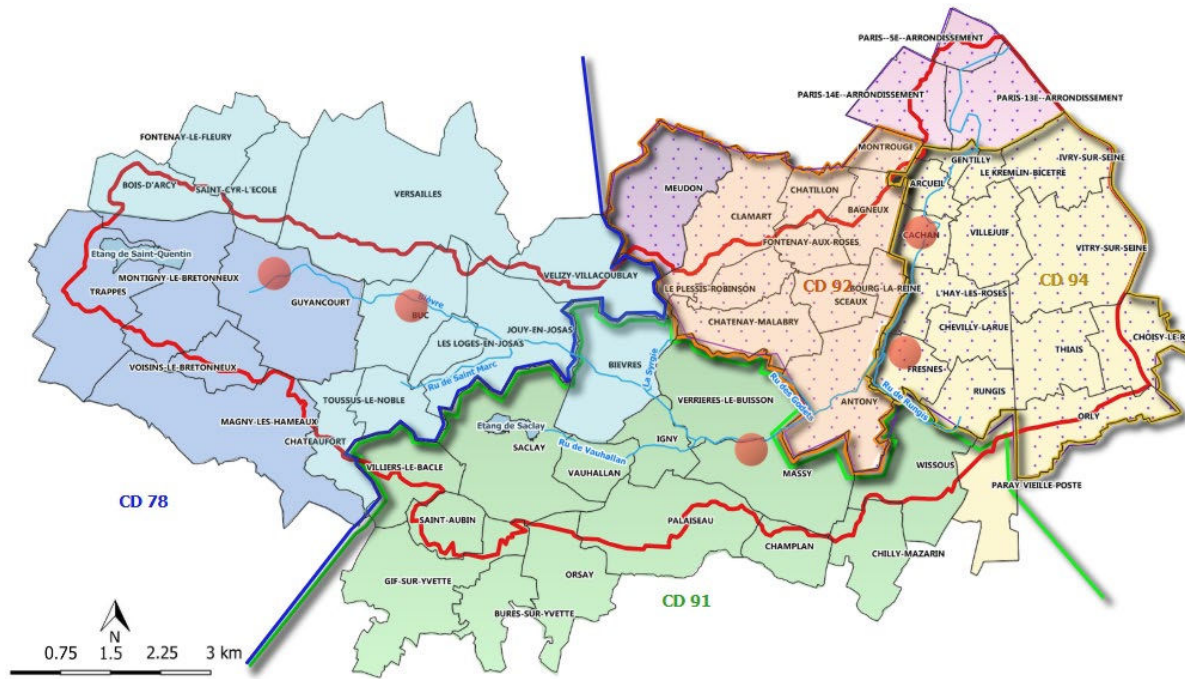 PARIS--5E--ARRONDISSEMENT
PARIS-14E--ARRONDISSEMENT
PARIS-13E--ARRONDISSEMENT
FONTENAY-LE-FLEURY
MONTROUGE
GENTILLY
IVRY-SUR-SEINE
LE KREMLIN-BICETRE
BOIS-D'ARCY
SAINT-CYR-L'ECOLE
VERSAILLES
MEUDON
CHATILLON
ARCUEIL
CLAMART
BAGNEUX
CACHAN
VILLEJUIF
VITRY-SUR-SEINE
FONTENAY-AUX-ROSES
Etang de Saint-Quentin
MONTIGNY-LE-BRETONNEUX
VELIZY-VILLACOUBLAY
CD 92
CD 94
TRAPPES
GUYANCOURT
Bièvre
BUC
LE PLESSIS-ROBINSON
BOURG-LA-REINE
SCEAUX
L'HAY-LES-ROSES
CHATENAY-MALABRY
JOUY-EN-JOSAS
LES LOGES-EN-JOSAS
CHEVILLY-LARUE
CHOISY-LE-R
THIAIS
VOISINS-LE-BRETONNEUX
BIEVRES
La Sygrie
FRESNES
RUNGIS
Ru de Saint Marc
Ru des Godets
Ru de Rungis
TOUSSUS-LE-NOBLE
VERRIERES-LE-BUISSON
ANTONY
MAGNY-LES-HAMEAUX
ORLY
CHATEAUFORT
Etang de Saclay
SACLAY
Ru de Vauhallan
IGNY
VILLIERS-LE-BACLE
VAUHALLAN
MASSY
WISSOUS
PARAY-VIEILLE-POSTE
CD 78
SAINT-AUBIN
PALAISEAU
CHAMPLAN
CHILLY-MAZARIN
GIF-SUR-YVETTE
ORSAY
CD 91
BURES-SUR-YVETTE
N
0.75 1.5 2.25 3 km